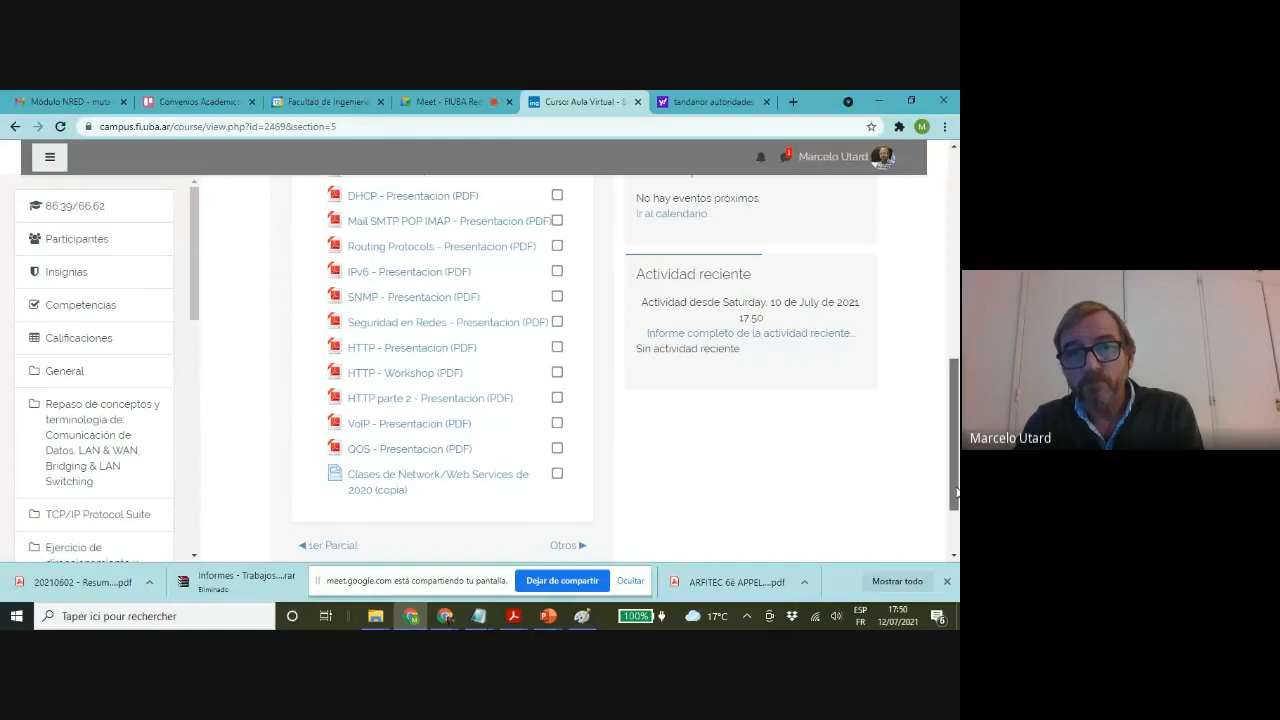 Módulo NRED - muta
Convenios Academic
Facultad de Ingeniería
Meet - FIUBA Re
Curso: Aula Virtual - 8
tandanor autoridades
campus.fi.uba.ar/course/view.php?id=2469&section=5
M
1
Marcelo Utard
86.39/66.62
Participantes
Insignias
Competencias
Calificaciones
General
Repaso de conceptos y
terminología de
Comunicación de
Datos, LAN & WAN,
Bridging & LAN
Switching
TCP/IP Protocol Suite
Ejercicio de
DHCP - Presentacion (PDF)
Mail SMTP POP IMAP - Presentacion (PDF)
Routing Protocols - Presentacion (PDF)
IPv6 - Presentacion (PDF)
SNMP - Presentacion (PDF)
Seguridad en Redes - Presentacion (PDF)
HTTP - Presentacion (PDF)
HTTP - Workshop (PDF)
HTTP parte 2 - Presentación (PDF)
VoIP - Presentacion (PDF)
QOS - Presentacion (PDF)
Clases de Network/Web Services de
2020 (copia)
◀ 1er Parcial
Otros ▶
No hay eventos próximos
Ir al calendario...
Actividad reciente
Actividad desde Saturday, 10 de July de 2021,
17:50
Informe completo de la actividad reciente...
Sin actividad reciente
Marcelo Utard
20210602 - Resum....pdf
Informes - Trabajos....rar
Eliminado
meet.google.com está compartiendo tu pantalla.
Dejar de compartir
Ocultar
ARFITEC 6è APPEL....pdf
Mostrar todo
Taper ici pour rechercher
100%
17°C
ESP
FR
17:50
12/07/2021
6